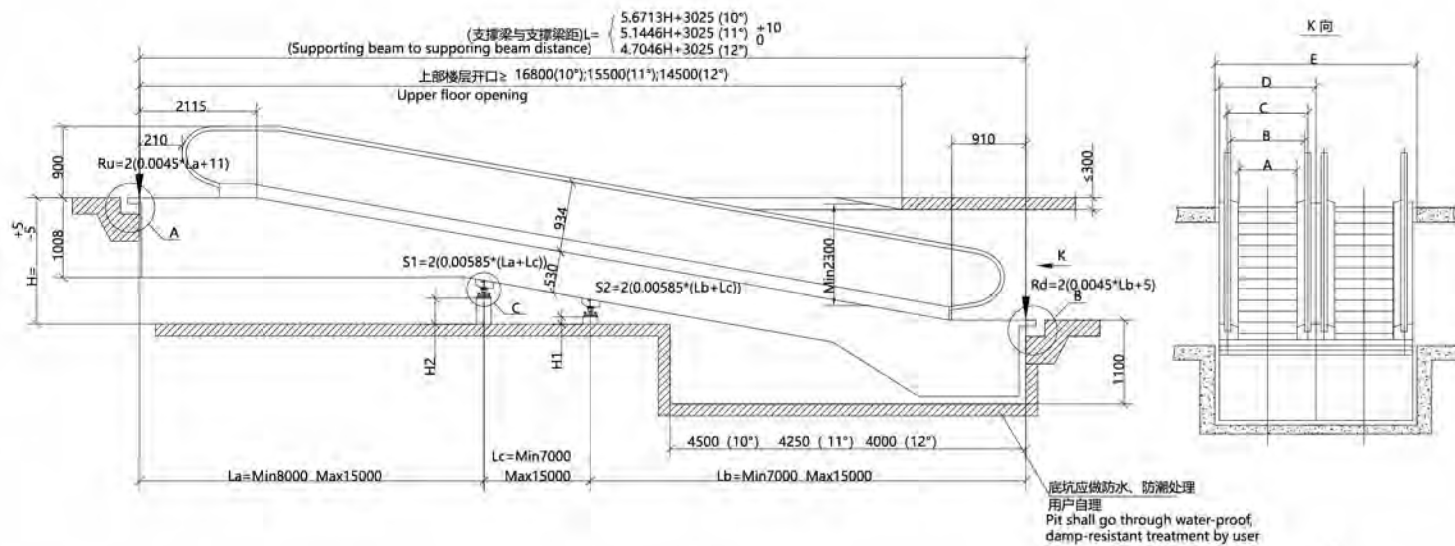 5.6713H+3025 (10°)
(支撑梁与支撑梁距)L= 5.1446H+3025 (11°) +10 0
(Supporting beam to supporing beam distance) 4.7046H+3025 (12°)
上部楼层开口≥ 16800(10°);15500(11°);14500(12°)
Upper floor opening
2115
210
900
Ru=2(0.0045*La+11)
A
H= +5 -5
1008
934
530
S1=2(0.00585*(La+Lc))
C
S2=2(0.00585*(Lb+Lc))
H2
H1
Min2300
910
≤300
K
Rd=2(0.0045*Lb+5)
B
1100
4500 (10°) 4250 (11°) 4000 (12°)
La=Min8000 Max15000
Lc=Min7000
Max15000
Lb=Min7000 Max15000
底坑应做防水、防潮处理
用户自理
Pit shall go through water-proof,
damp-resistant treatment by user
K 向
E
D
C
B
A